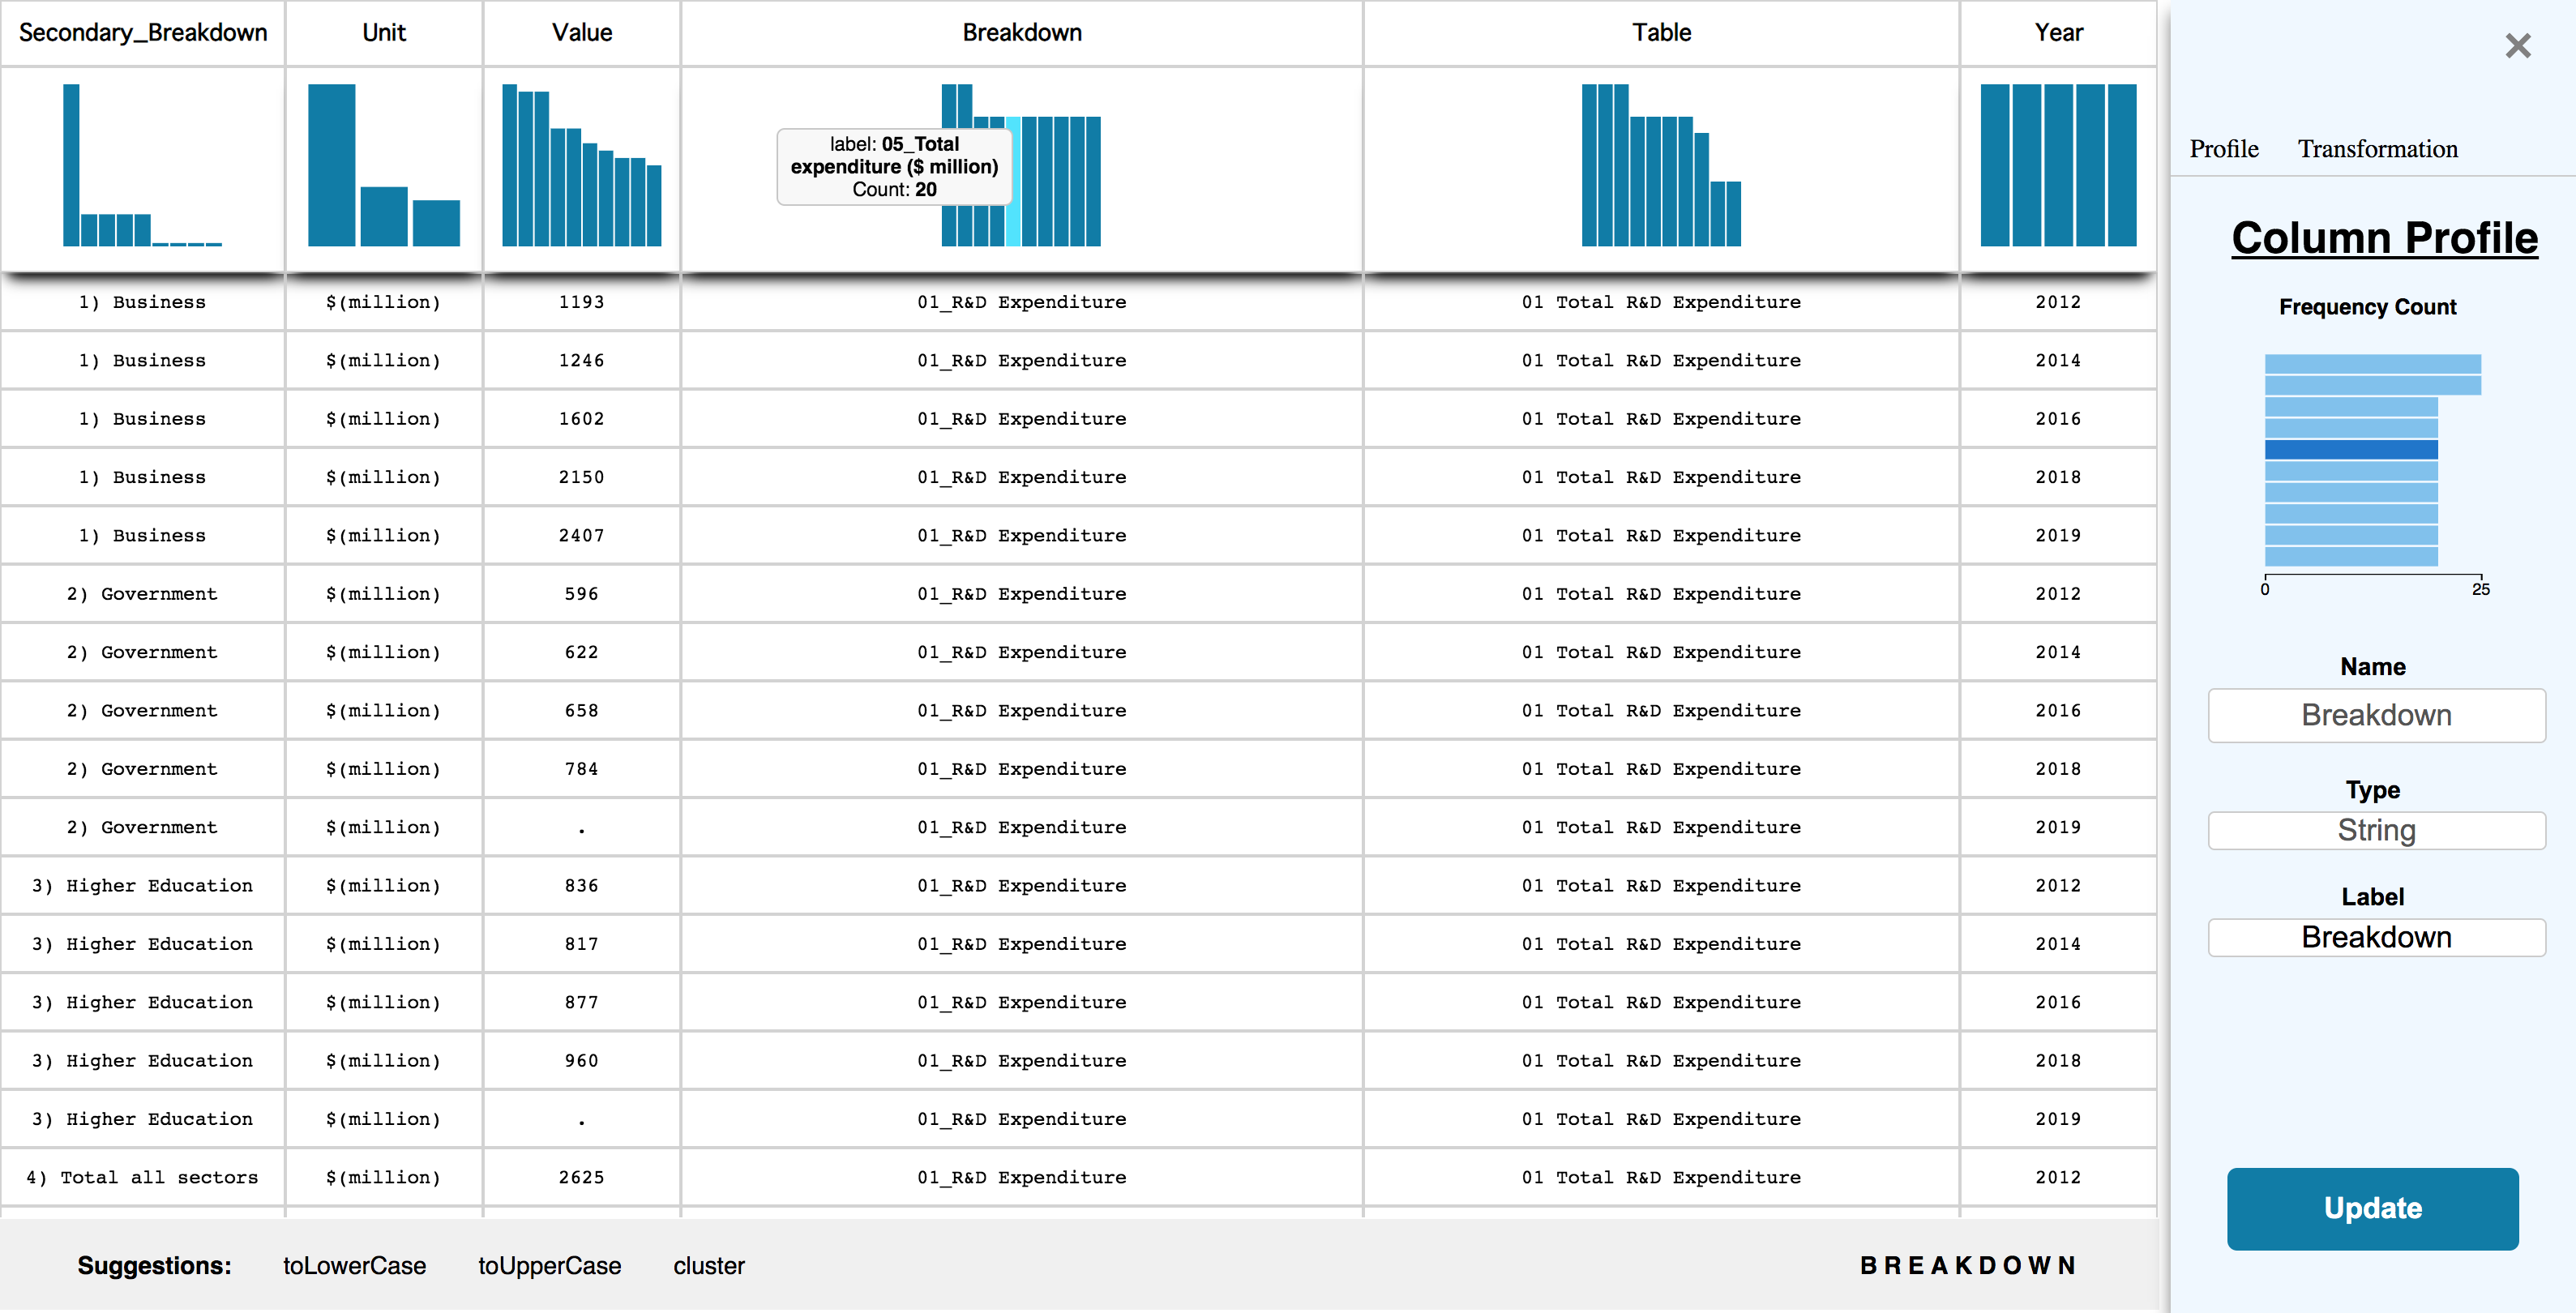 Secondary_Breakdown Unit Value Breakdown Table Year
label: 05_Total
expenditure ($ million)
Count: 20
1) Business $(million) 1193 01_R&D Expenditure 01 Total R&D Expenditure 2012
1) Business $(million) 1246 01_R&D Expenditure 01 Total R&D Expenditure 2014
1) Business $(million) 1602 01_R&D Expenditure 01 Total R&D Expenditure 2016
1) Business $(million) 2150 01_R&D Expenditure 01 Total R&D Expenditure 2018
1) Business $(million) 2407 01_R&D Expenditure 01 Total R&D Expenditure 2019
2) Government $(million) 596 01_R&D Expenditure 01 Total R&D Expenditure 2012
2) Government $(million) 622 01_R&D Expenditure 01 Total R&D Expenditure 2014
2) Government $(million) 658 01_R&D Expenditure 01 Total R&D Expenditure 2016
2) Government $(million) 784 01_R&D Expenditure 01 Total R&D Expenditure 2018
2) Government $(million) . 01_R&D Expenditure 01 Total R&D Expenditure 2019
3) Higher Education $(million) 836 01_R&D Expenditure 01 Total R&D Expenditure 2012
3) Higher Education $(million) 817 01_R&D Expenditure 01 Total R&D Expenditure 2014
3) Higher Education $(million) 877 01_R&D Expenditure 01 Total R&D Expenditure 2016
3) Higher Education $(million) 960 01_R&D Expenditure 01 Total R&D Expenditure 2018
3) Higher Education $(million) . 01_R&D Expenditure 01 Total R&D Expenditure 2019
4) Total all sectors $(million) 2625 01_R&D Expenditure 01 Total R&D Expenditure 2012
Suggestions: toLowerCase toUpperCase cluster BREAKDOWN
×
Profile Transformation
Column Profile
Frequency Count
0 25
Name
Breakdown
Type
String
Label
Breakdown
Update